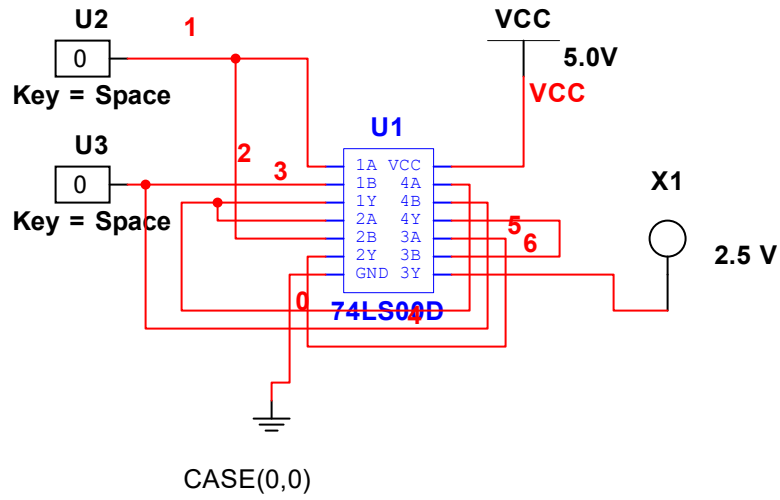 U2
1
VCC
0
5.0V
Key = Space
VCC
U3
U1
2
3
0
Key = Space
1A VCC
1B 4A
1Y 4B
2A 4Y
2B 3A
2Y 3B
GND 3Y
5
6
X1
2.5 V
0
74LS00D
4
CASE(0,0)